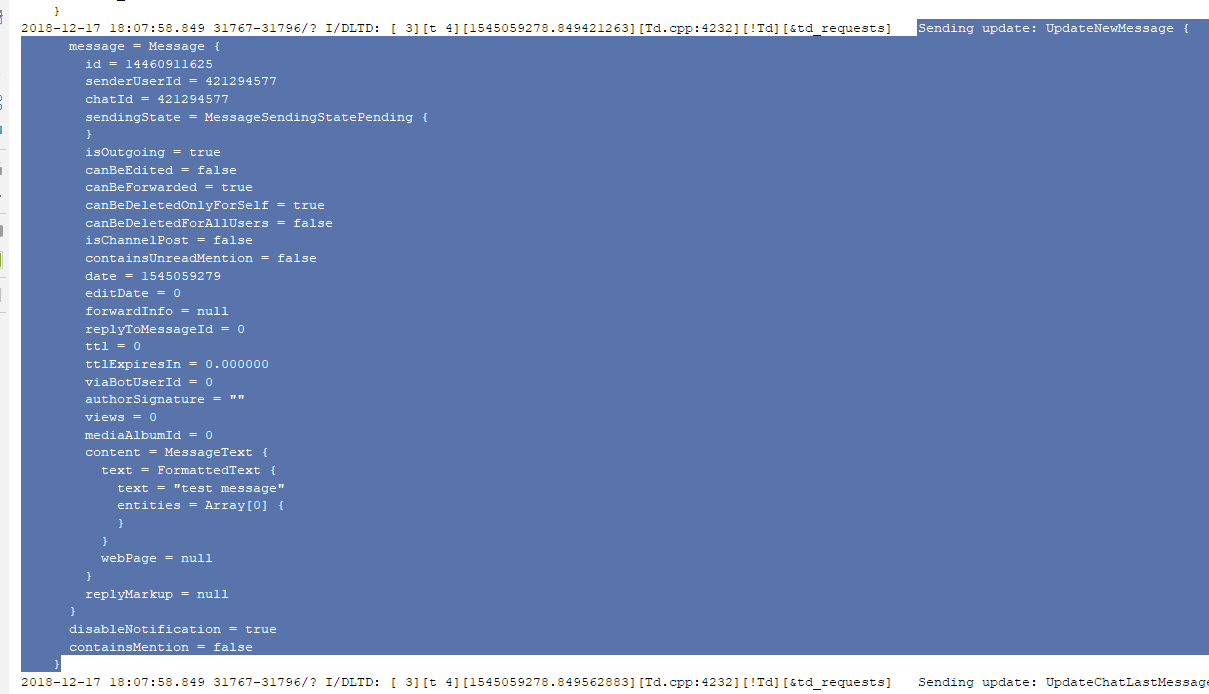 }
2018-12-17 18:07:58.849 31767-31796/? I/DLTD: [ 3][t 4][1545059278.849421263][Td.cpp:4232][!Td][&td_requests]   Sending update: UpdateNewMessage {
message = Message {
id = 14460911625
senderUserId = 421294577
chatId = 421294577
sendingState = MessageSendingStatePending {
}
isOutgoing = true
canBeEdited = false
canBeForwarded = true
canBeDeletedOnlyForSelf = true
canBeDeletedForAllUsers = false
isChannelPost = false
containsUnreadMention = false
date = 1545059279
editDate = 0
forwardInfo = null
replyToMessageId = 0
ttl = 0
ttlExpiresIn = 0.000000
viaBotUserId = 0
authorSignature = ""
views = 0
mediaAlbumId = 0
content = MessageText {
text = FormattedText {
text = "test message"
entities = Array[0] {
}
}
webPage = null
}
replyMarkup = null
}
disableNotification = true
containsMention = false
}
2018-12-17 18:07:58.849 31767-31796/? I/DLTD: [ 3][t 4][1545059278.849562883][Td.cpp:4232][!Td][&td_requests]   Sending update: UpdateChatLastMessage